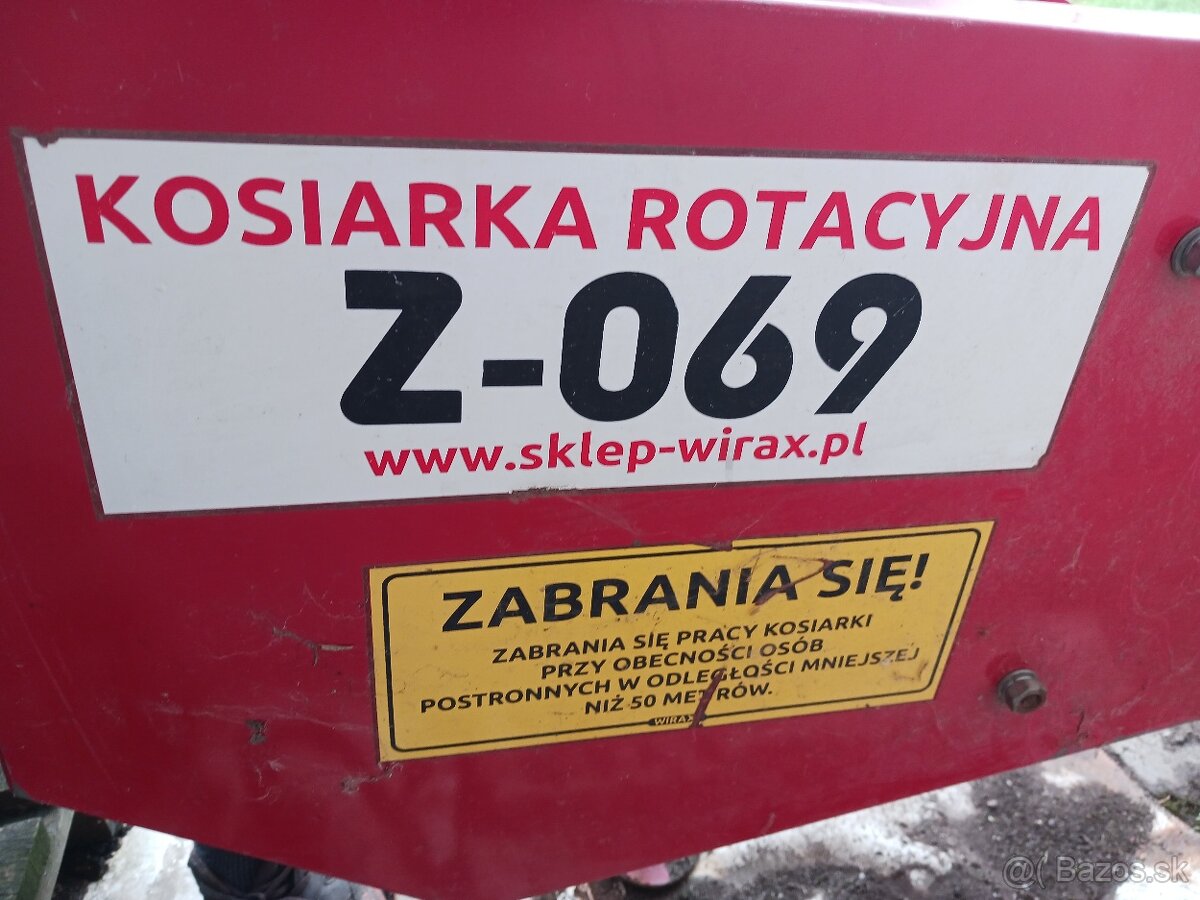 KOSIARKA ROTACYJNA
Z-069
www.sklep-wirax.pl
ZABRANIA SIĘ!
ZABRANIA SIĘ PRACY KOSIARKI
PRZY OBECNOŚCI OSÓB
POSTRONNYCH W ODLEGŁOŚCI MNIEJSZEJ
NIŻ 50 METRÓW.
WIRAX
@( Bazos.sk